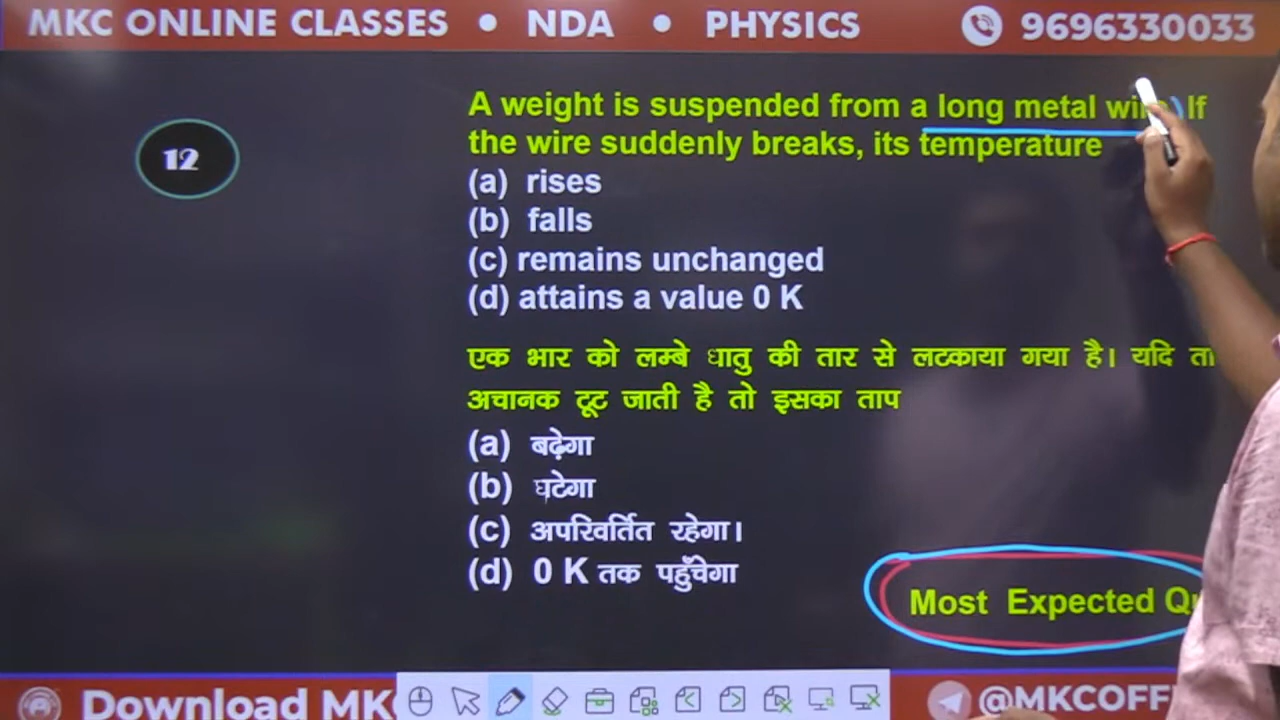 MKC ONLINE CLASSES • NDA • PHYSICS 9696330033
12
A weight is suspended from a long metal If
the wire suddenly breaks, its temperature
(a) rises
(b) falls
(c) remains unchanged
(d) attains a value 0 K
एक भार को लम्बे धातु की तार से लटकाया गया है। यदि
अचानक टूट जाती है तो इसका ताप
(a) बढ़ेगा
(b) घटेगा
(c) अपरिवर्तित रहेगा।
(d) 0 K तक पहुँचेगा
Most Expected
Download